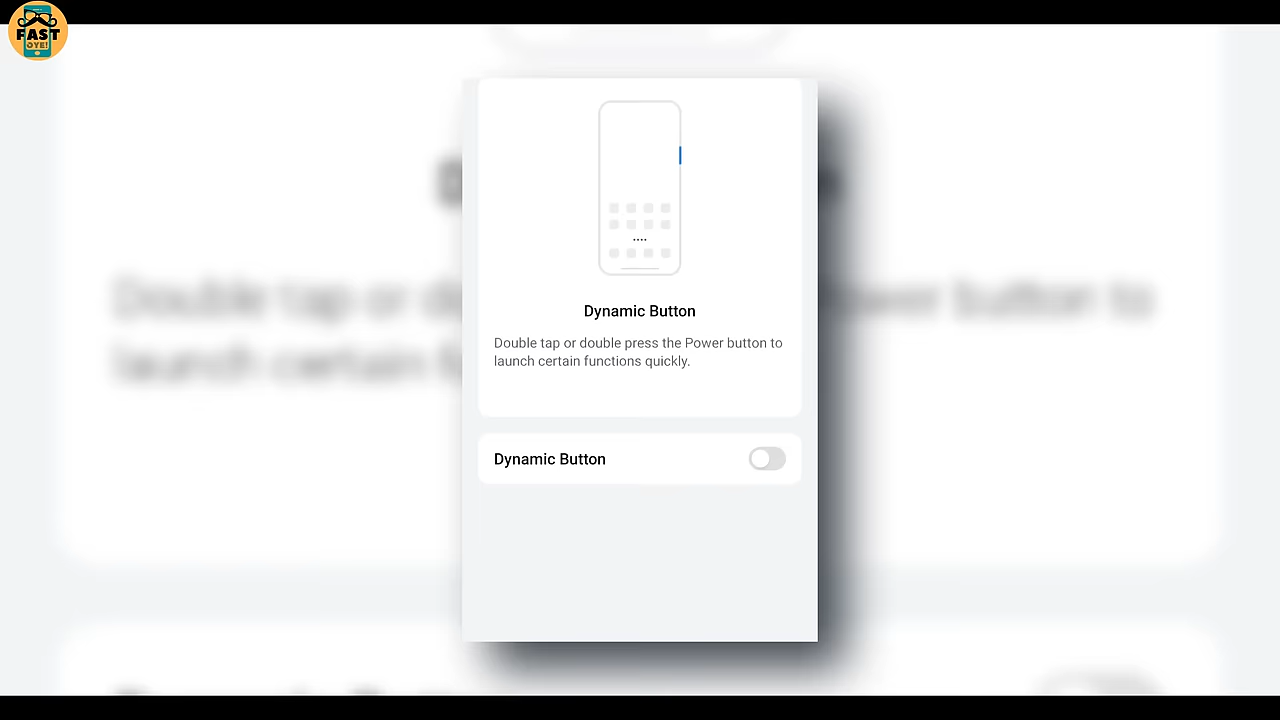 FAST
OYE!
Dynamic Button
Double tap or double press the Power button to
launch certain functions quickly.
Dynamic Button